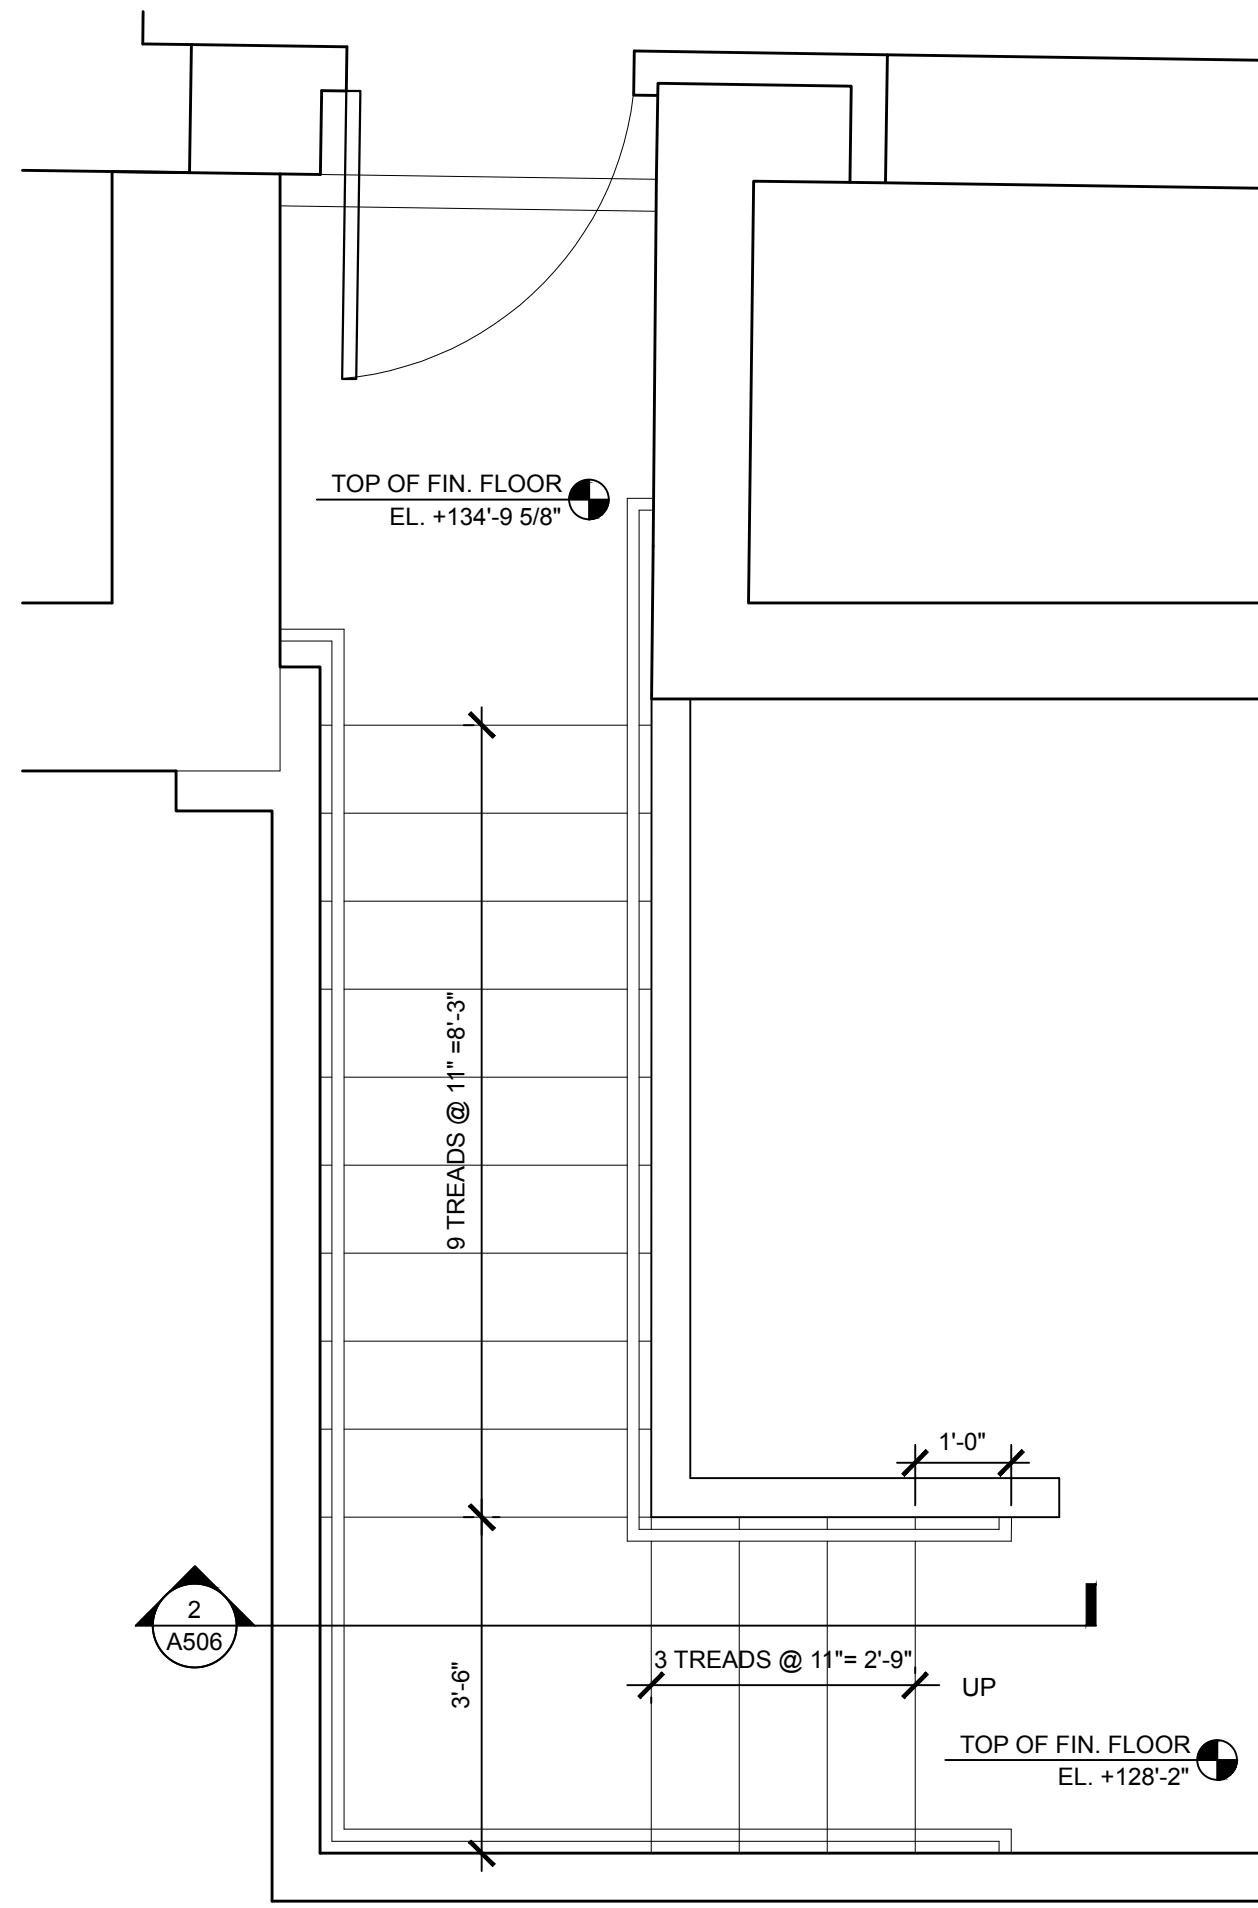 TOP OF FIN. FLOOR
EL. +134'-9 5/8"
9 TREADS @ 11" =8'-3"
1'-0"
2
A506
3 TREADS @ 11"= 2'-9"
3'-6"
UP
TOP OF FIN. FLOOR
EL. +128'-2"